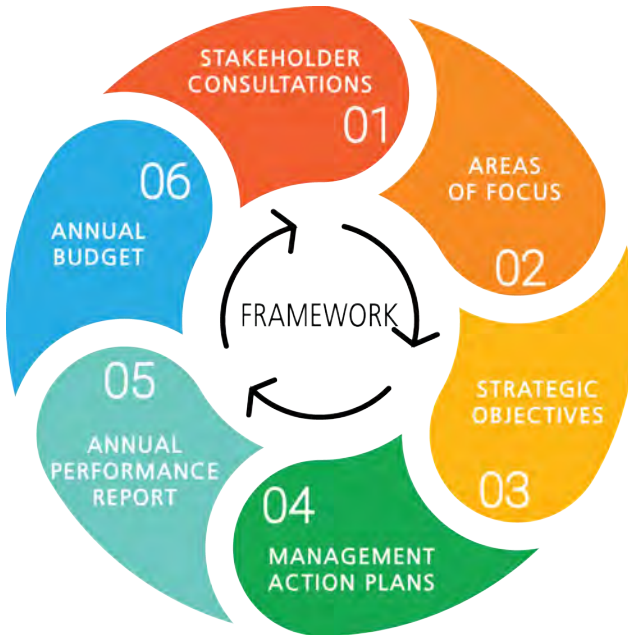 STAKEHOLDER
CONSULTATIONS
01
AREAS
OF FOCUS
02
STRATEGIC
OBJECTIVES
03
04
MANAGEMENT
ACTION PLANS
05
ANNUAL
PERFORMANCE
REPORT
06
ANNUAL
BUDGET
FRAMEWORK